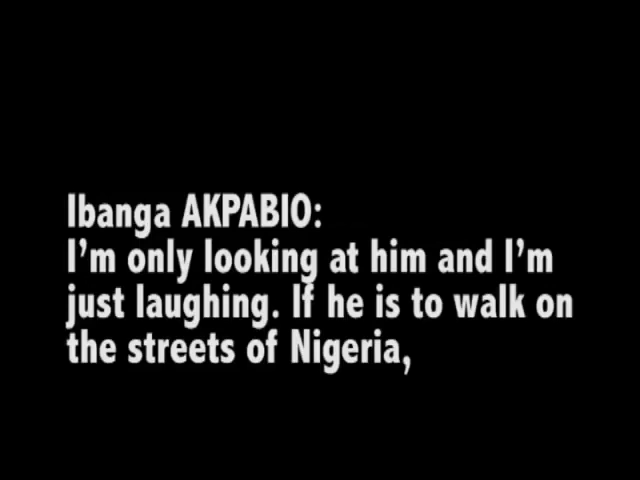 Ibanga AKPABIO:
I'm only looking at him and I'm
just laughing. If he is to walk on
the streets of Nigeria,